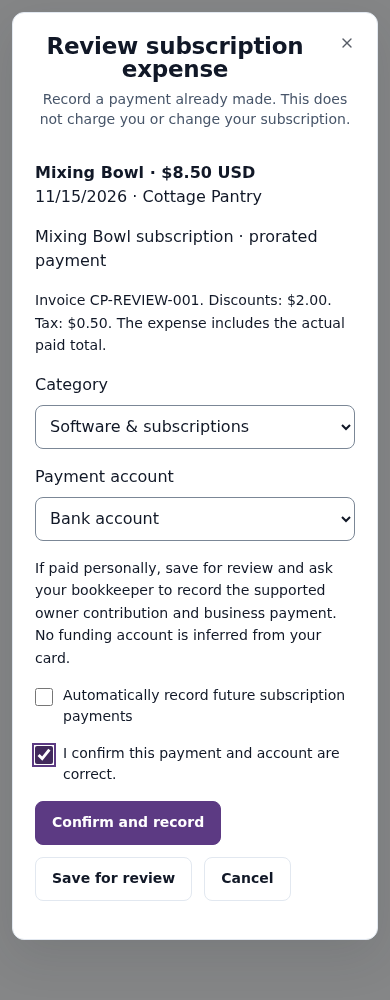 Review subscription
expense
×
Record a payment already made. This does
not charge you or change your subscription.
Mixing Bowl · $8.50 USD
11/15/2026 · Cottage Pantry
Mixing Bowl subscription · prorated
payment
Invoice CP-REVIEW-001. Discounts: $2.00.
Tax: $0.50. The expense includes the actual
paid total.
Category
Software & subscriptions
Payment account
Bank account
If paid personally, save for review and ask
your bookkeeper to record the supported
owner contribution and business payment.
No funding account is inferred from your
card.
Automatically record future subscription
payments
I confirm this payment and account are
correct.
Confirm and record
Save for review
Cancel